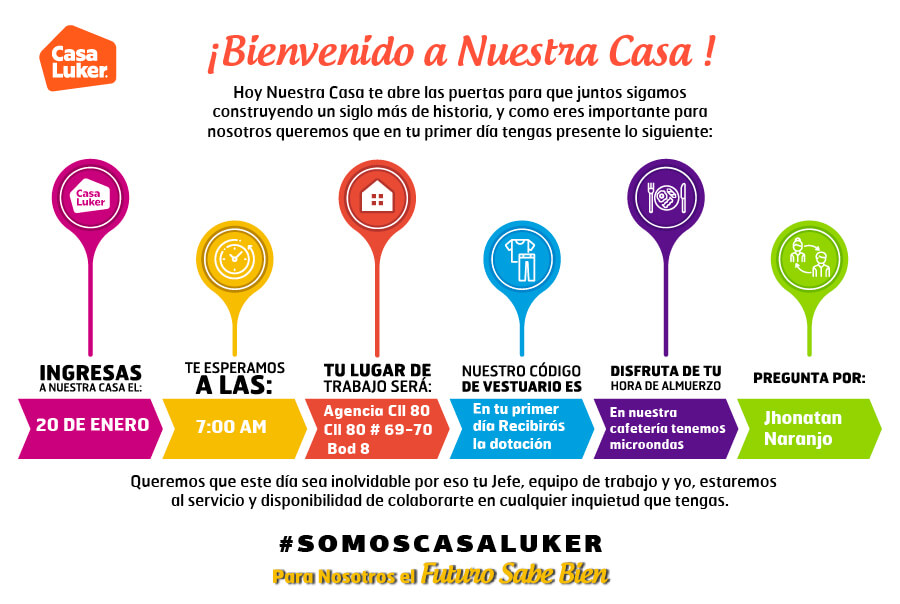 Casa
Luker.
¡Bienvenido a Nuestra Casa !
Hoy Nuestra Casa te abre las puertas para que juntos sigamos
construyendo un siglo más de historia, y como eres importante para
nosotros queremos que en tu primer día tengas presente lo siguiente:
Casa
Luker
INGRESAS
A NUESTRA CASA EL:
20 DE ENERO
TE ESPERAMOS
A LAS:
7:00 AM
TU LUGAR DE
TRABAJO SERÁ:
Agencia Cll 80
Cll 80 # 69-70
Bod 8
NUESTRO CÓDIGO
DE VESTUARIO ES
En tu primer
día Recibirás
la dotación
DISFRUTA DE TU
HORA DE ALMUERZO
En nuestra
cafetería tenemos
microondas
PREGUNTA POR:
Jhonatan
Naranjo
Queremos que este día sea inolvidable por eso tu Jefe, equipo de trabajo y yo, estaremos
al servicio y disponibilidad de colaborarte en cualquier inquietud que tengas.
#SOMOSCASALUKER
Para Nosotros el Futuro Sabe Bien